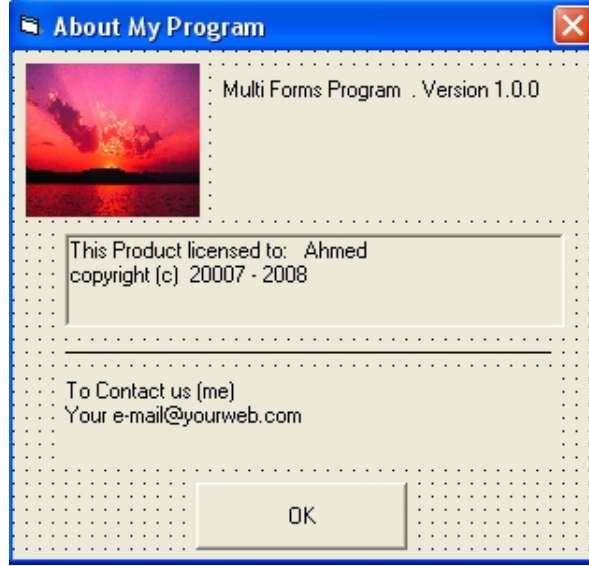 About My Program
Multi Forms Program . Version 1.0.0
This Product licensed to: Ahmed
copyright (c) 20007 - 2008
To Contact us (me)
Your e-mail@yourweb.com
OK